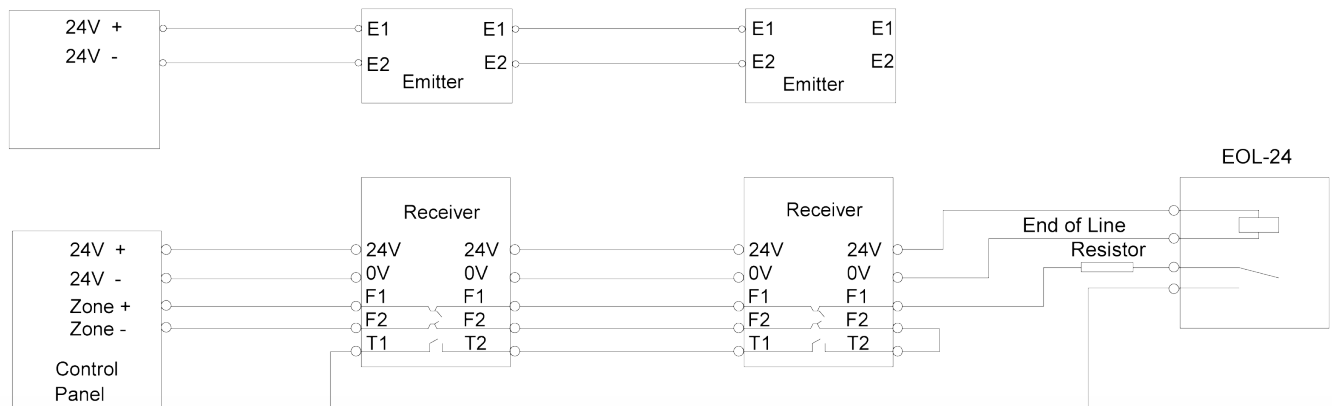 24V +
24V -
E1
E2
E1
E2
Emitter
E1
E2
E1
E2
Emitter
EOL-24
24V +
24V -
Zone +
Zone -
Control
Panel
Receiver
24V
0V
F1
F2
T1
24V
0V
F1
F2
T2
Receiver
24V
0V
F1
F2
T1
24V
0V
F1
F2
T2
End of Line
Resistor